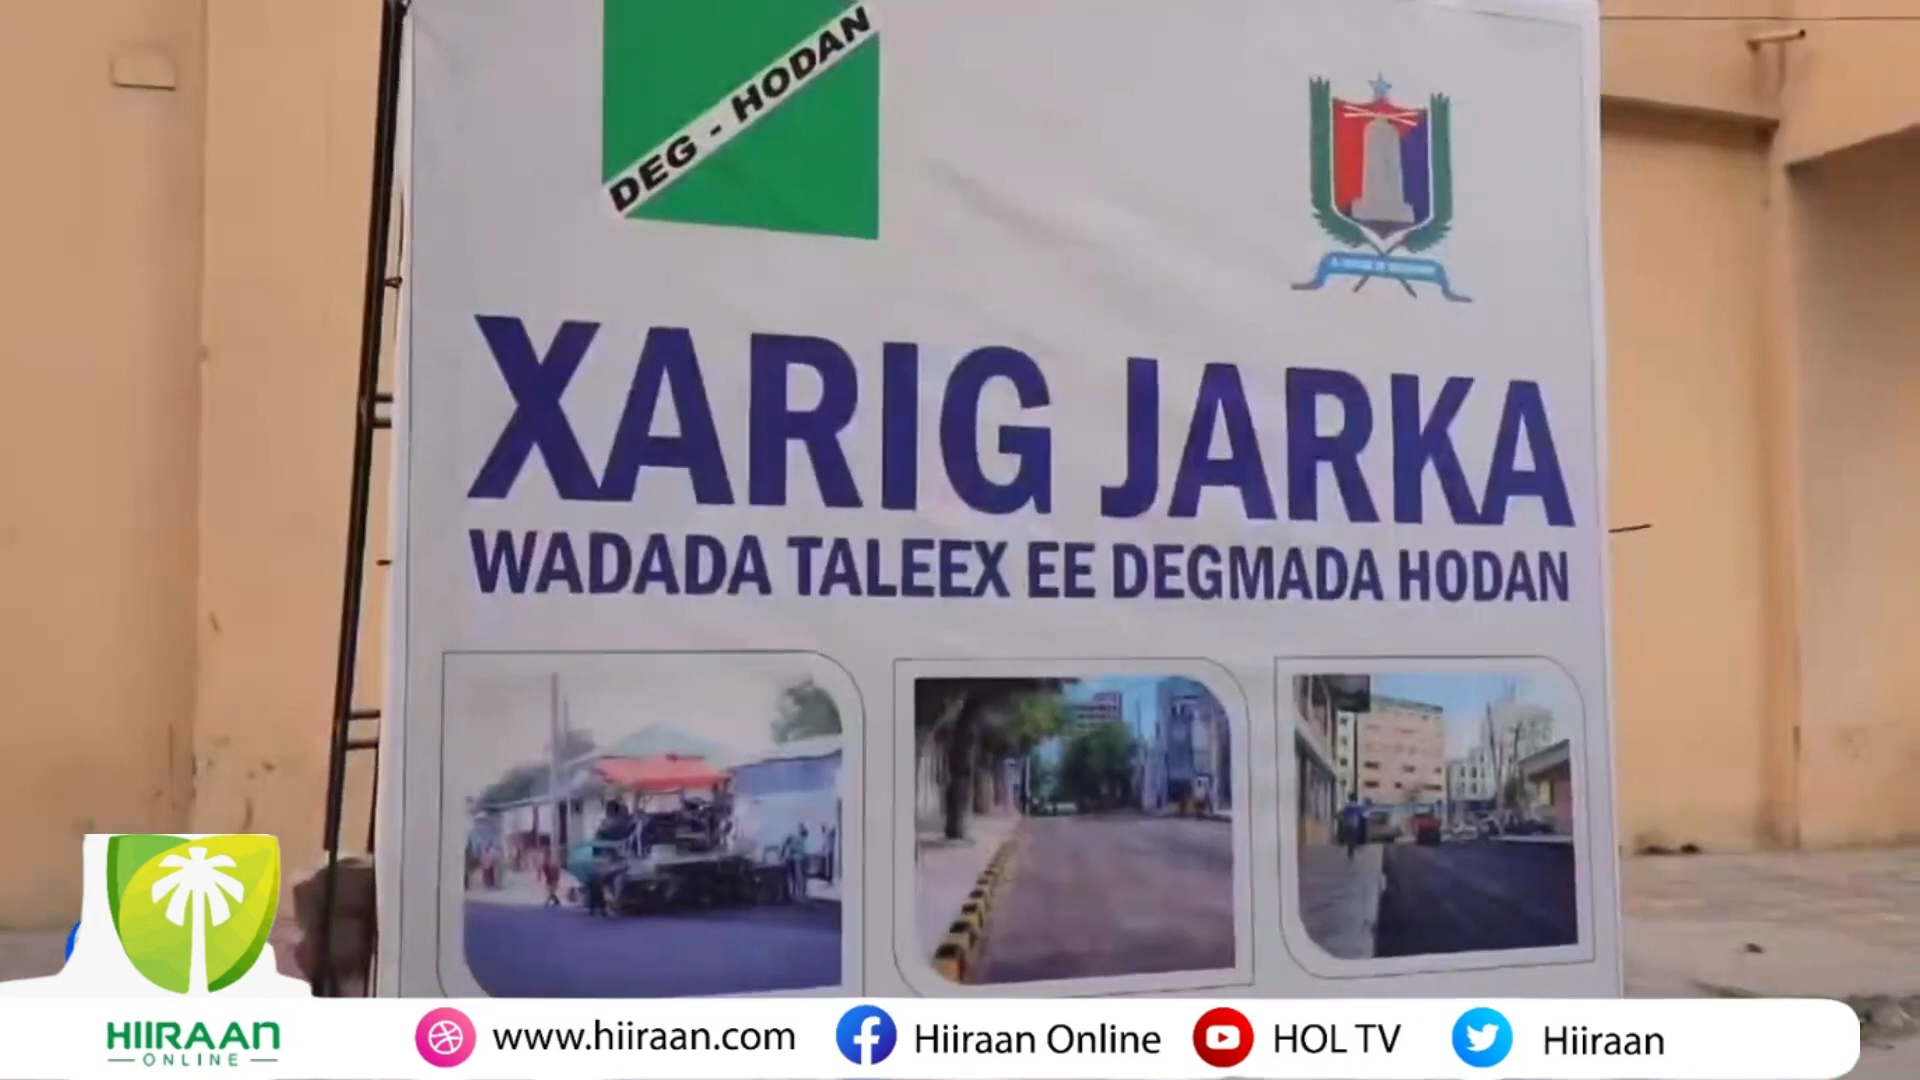 DEG - HODAN
XARIG JARKA
WADADA TALEEX EE DEGMADA HODAN
HIIRAAN
ONLINE
www.hiiraan.com
Hiiraan Online
HOL TV
Hiiraan